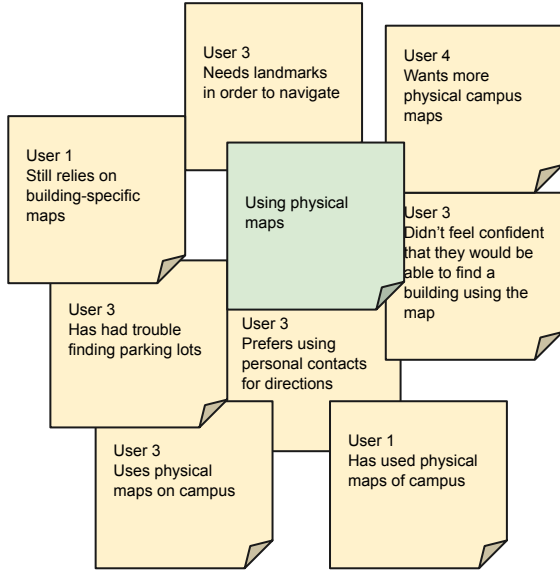 User 3
Needs landmarks
in order to navigate
User 4
Wants more
physical campus
maps
User 1
Still relies on
building-specific
maps
Using physical
maps
User 3
Didn’t feel confident
that they would be
able to find a
building using the
map
User 3
Has had trouble
finding parking lots
User 3
Prefers using
personal contacts
for directions
User 3
Uses physical
maps on campus
User 1
Has used physical
maps of campus